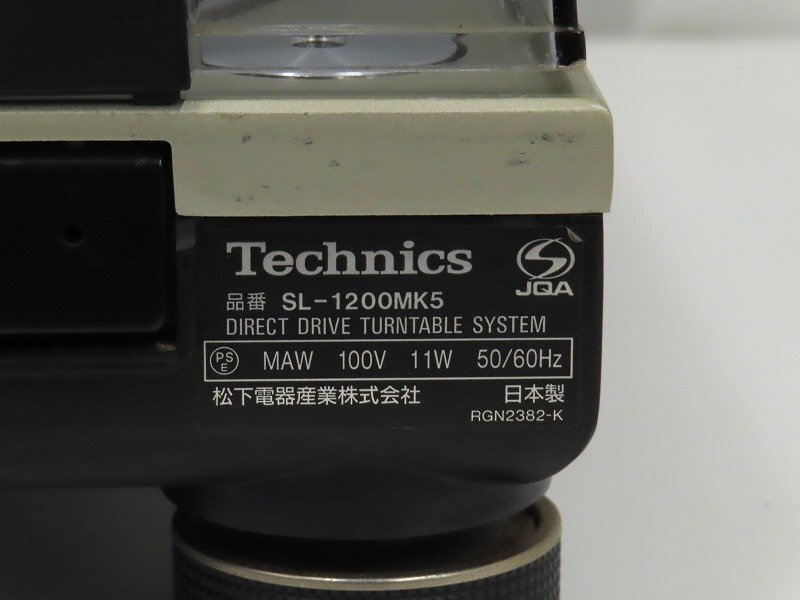 Technics
JQA
品番 SL-1200MK5
DIRECT DRIVE TURNTABLE SYSTEM
PSE MAW 100V 11W 50/60Hz
松下電器産業株式会社 日本製
RGN2382-K